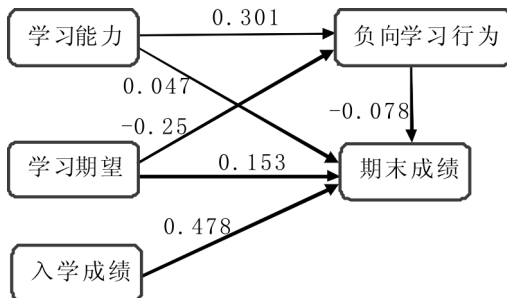 0.301
学习能力
负向学习行为
0.047
-0.078
-0.25
学习期望
0.153
期末成绩
0.478
入学成绩